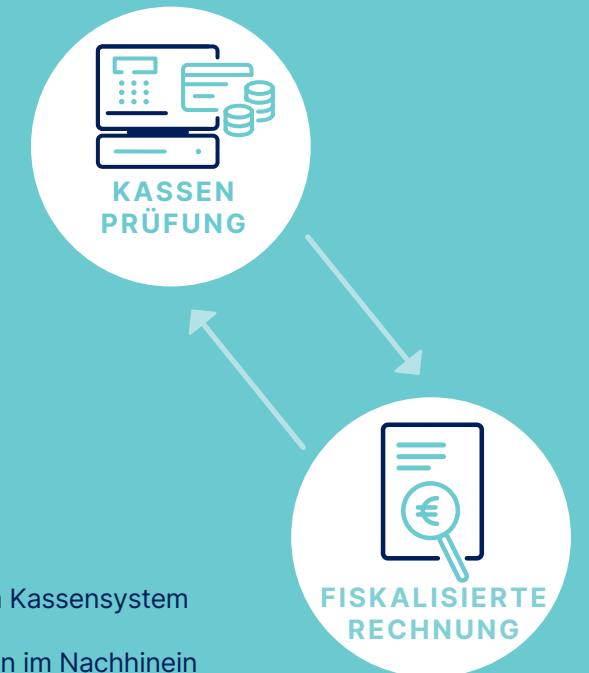 KASSEN
PRÜFUNG
Kassensystem
FISKALISIERTE
RECHNUNG
im Nachhinein